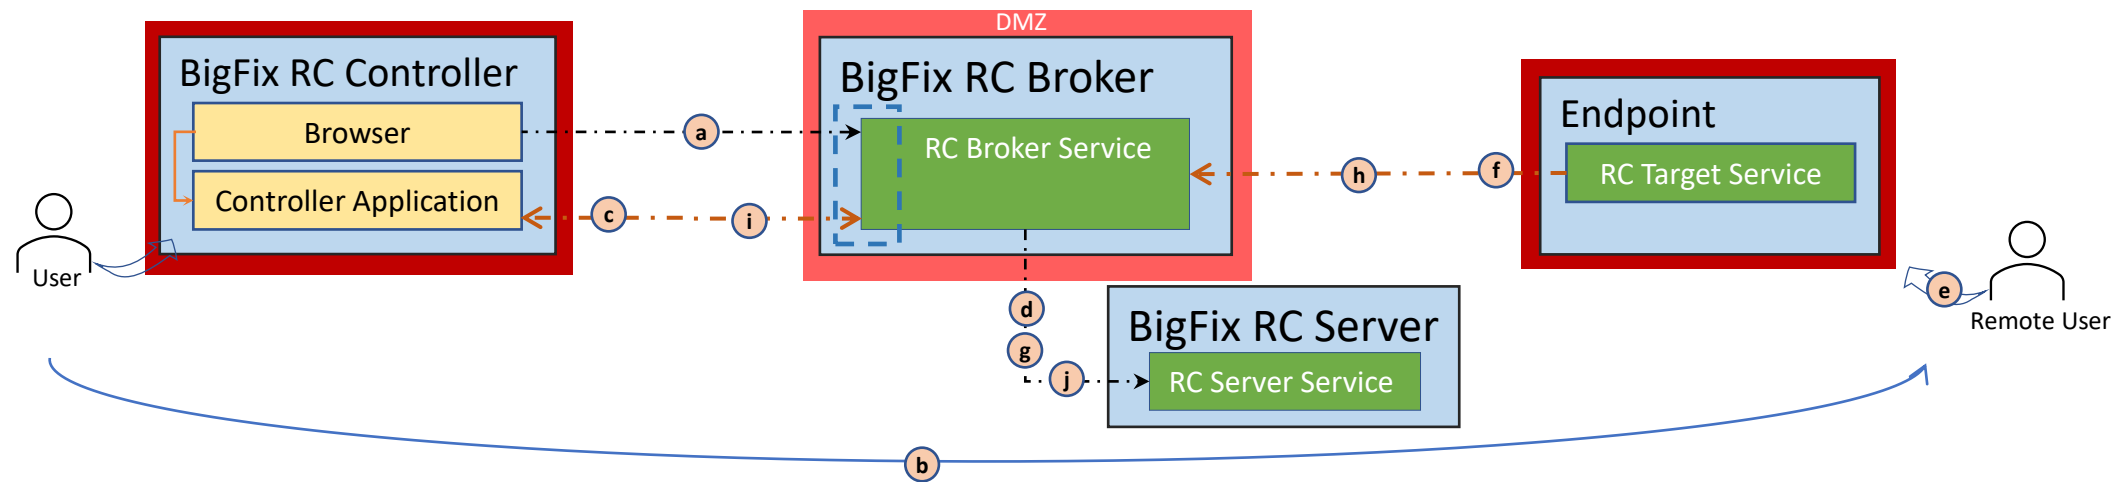 DMZ
BigFix RC Controller
BigFix RC Broker
Endpoint
Browser
a
RC Broker Service
h
f
RC Target Service
Controller Application
c
i
User
d
e
BigFix RC Server
Remote User
g
j
RC Server Service
b